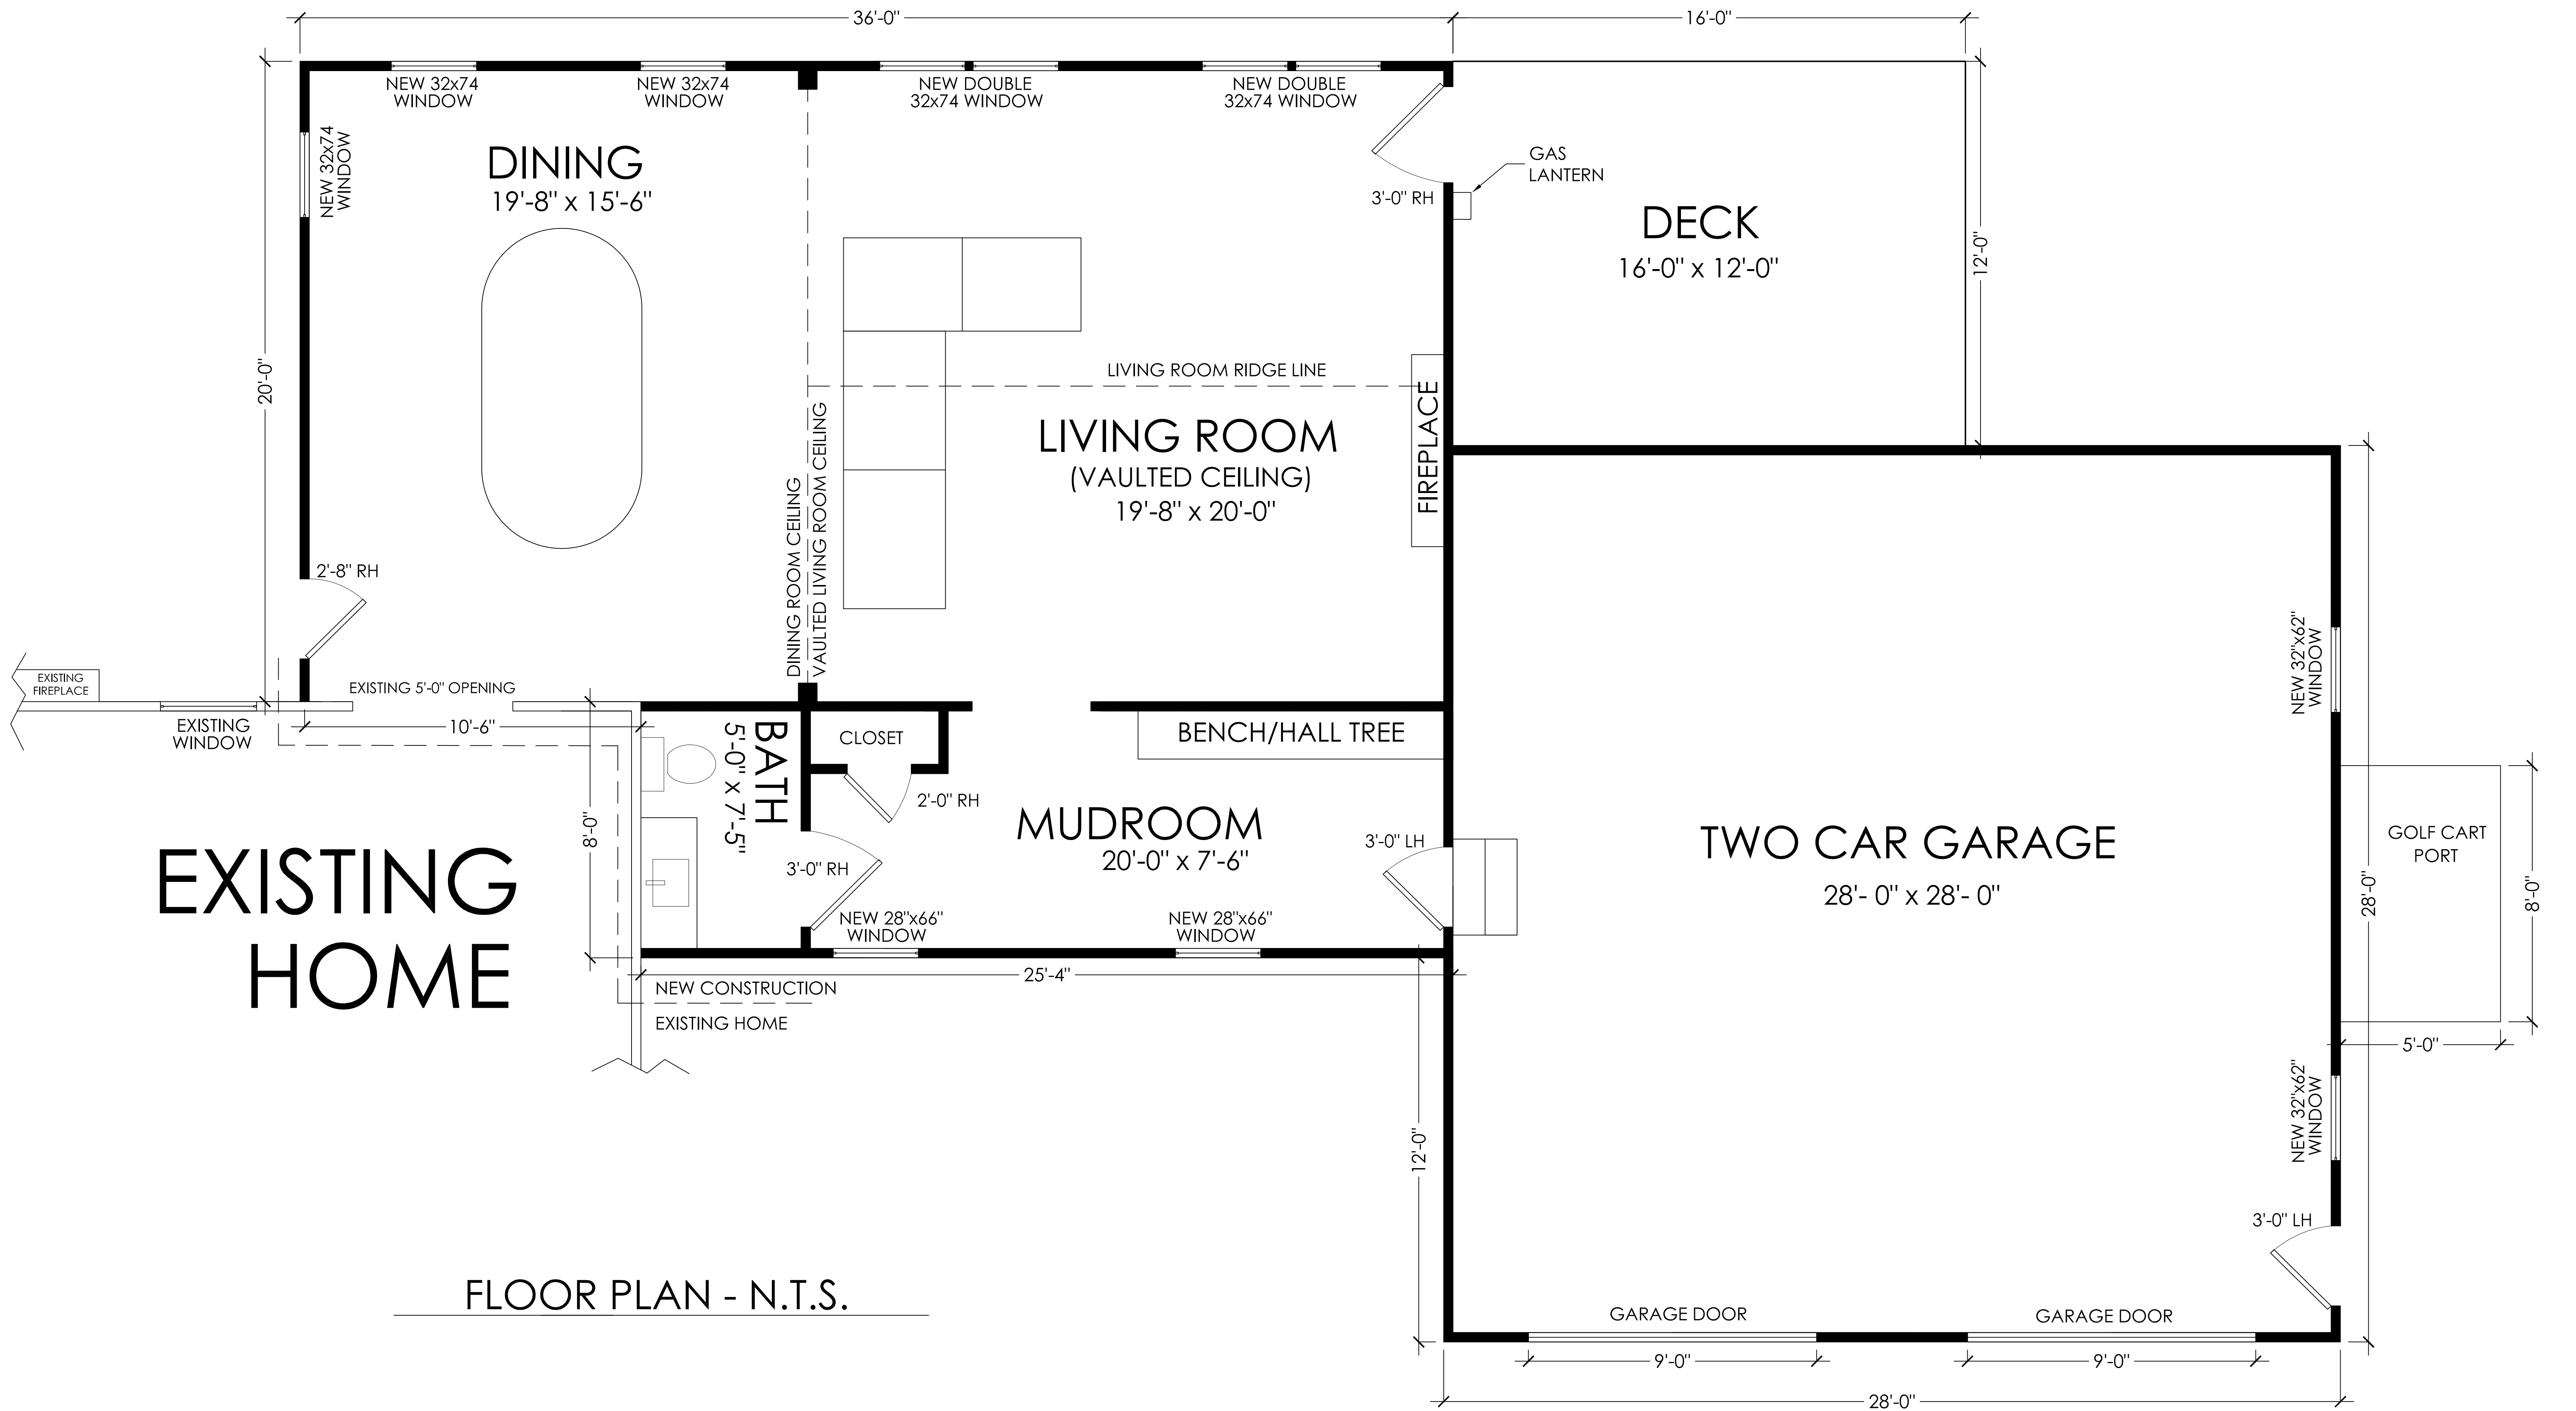 36'-0"
16'-0"
NEW 32x74
WINDOW
NEW 32x74
WINDOW
NEW DOUBLE
32x74 WINDOW
NEW DOUBLE
32x74 WINDOW
NEW 32x74
WINDOW
DINING
19'-8" x 15'-6"
3'-0" RH
GAS
LANTERN
DECK
16'-0" x 12'-0"
12'-0"
20'-0"
LIVING ROOM RIDGE LINE
LIVING ROOM
(VAULTED CEILING)
19'-8" x 20'-0"
FIREPLACE
DINING ROOM CEILING
VAULTED LIVING ROOM CEILING
2'-8" RH
EXISTING
FIREPLACE
EXISTING 5'-0" OPENING
EXISTING
WINDOW
10'-6"
BATH
5'-0" x 7'-5"
CLOSET
BENCH/HALL TREE
2'-0" RH
MUDROOM
20'-0" x 7'-6"
3'-0" LH
3'-0" RH
8'-0"
NEW 28"x66"
WINDOW
NEW 28"x66"
WINDOW
25'-4"
NEW CONSTRUCTION
EXISTING HOME
EXISTING
HOME
TWO CAR GARAGE
28'- 0" x 28'- 0"
NEW 32"x62"
WINDOW
GOLF CART
PORT
28'-0"
8'-0"
5'-0"
NEW 32"x62"
WINDOW
12'-0"
3'-0" LH
GARAGE DOOR
GARAGE DOOR
9'-0"
9'-0"
28'-0"
FLOOR PLAN - N.T.S.